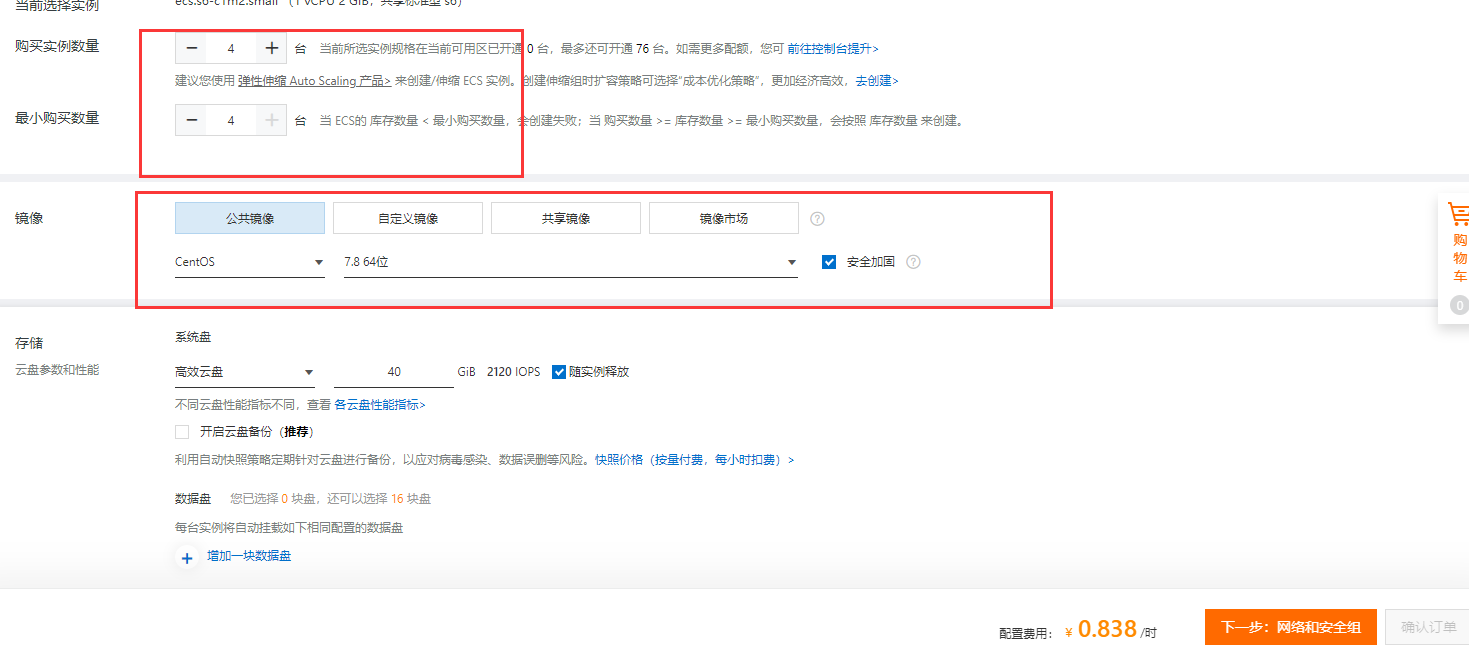 当前选择实例 ecs.s6-c1m2.small （1 vCPU 2 GiB，共享标准型 s6）
购买实例数量 − 4 + 台 当前所选实例规格在当前可用区已开通 0 台，最多还可开通 76 台。如需更多配额，您可 前往控制台提升>
建议您使用 弹性伸缩 Auto Scaling 产品> 来创建/伸缩 ECS 实例。创建伸缩组时扩容策略可选择“成本优化策略”，更加经济高效，去创建>
最小购买数量 − 4 + 台 当 ECS的 库存数量 < 最小购买数量，会创建失败；当 购买数量 >= 库存数量 >= 最小购买数量，会按照 库存数量 来创建。
镜像 公共镜像 自定义镜像 共享镜像 镜像市场 ?
CentOS 7.8 64位 安全加固 ?
购
物
车
0
存储 系统盘
云盘参数和性能 高效云盘 40 GiB 2120 IOPS 随实例释放
不同云盘性能指标不同，查看 各云盘性能指标>
开启云盘备份（推荐）
利用自动快照策略定期针对云盘进行备份，以应对病毒感染、数据误删等风险。快照价格（按量付费，每小时扣费）>
数据盘 您已选择 0 块盘，还可以选择 16 块盘
每台实例将自动挂载如下相同配置的数据盘
+ 增加一块数据盘
配置费用： ¥ 0.838 /时 下一步：网络和安全组 确认订单